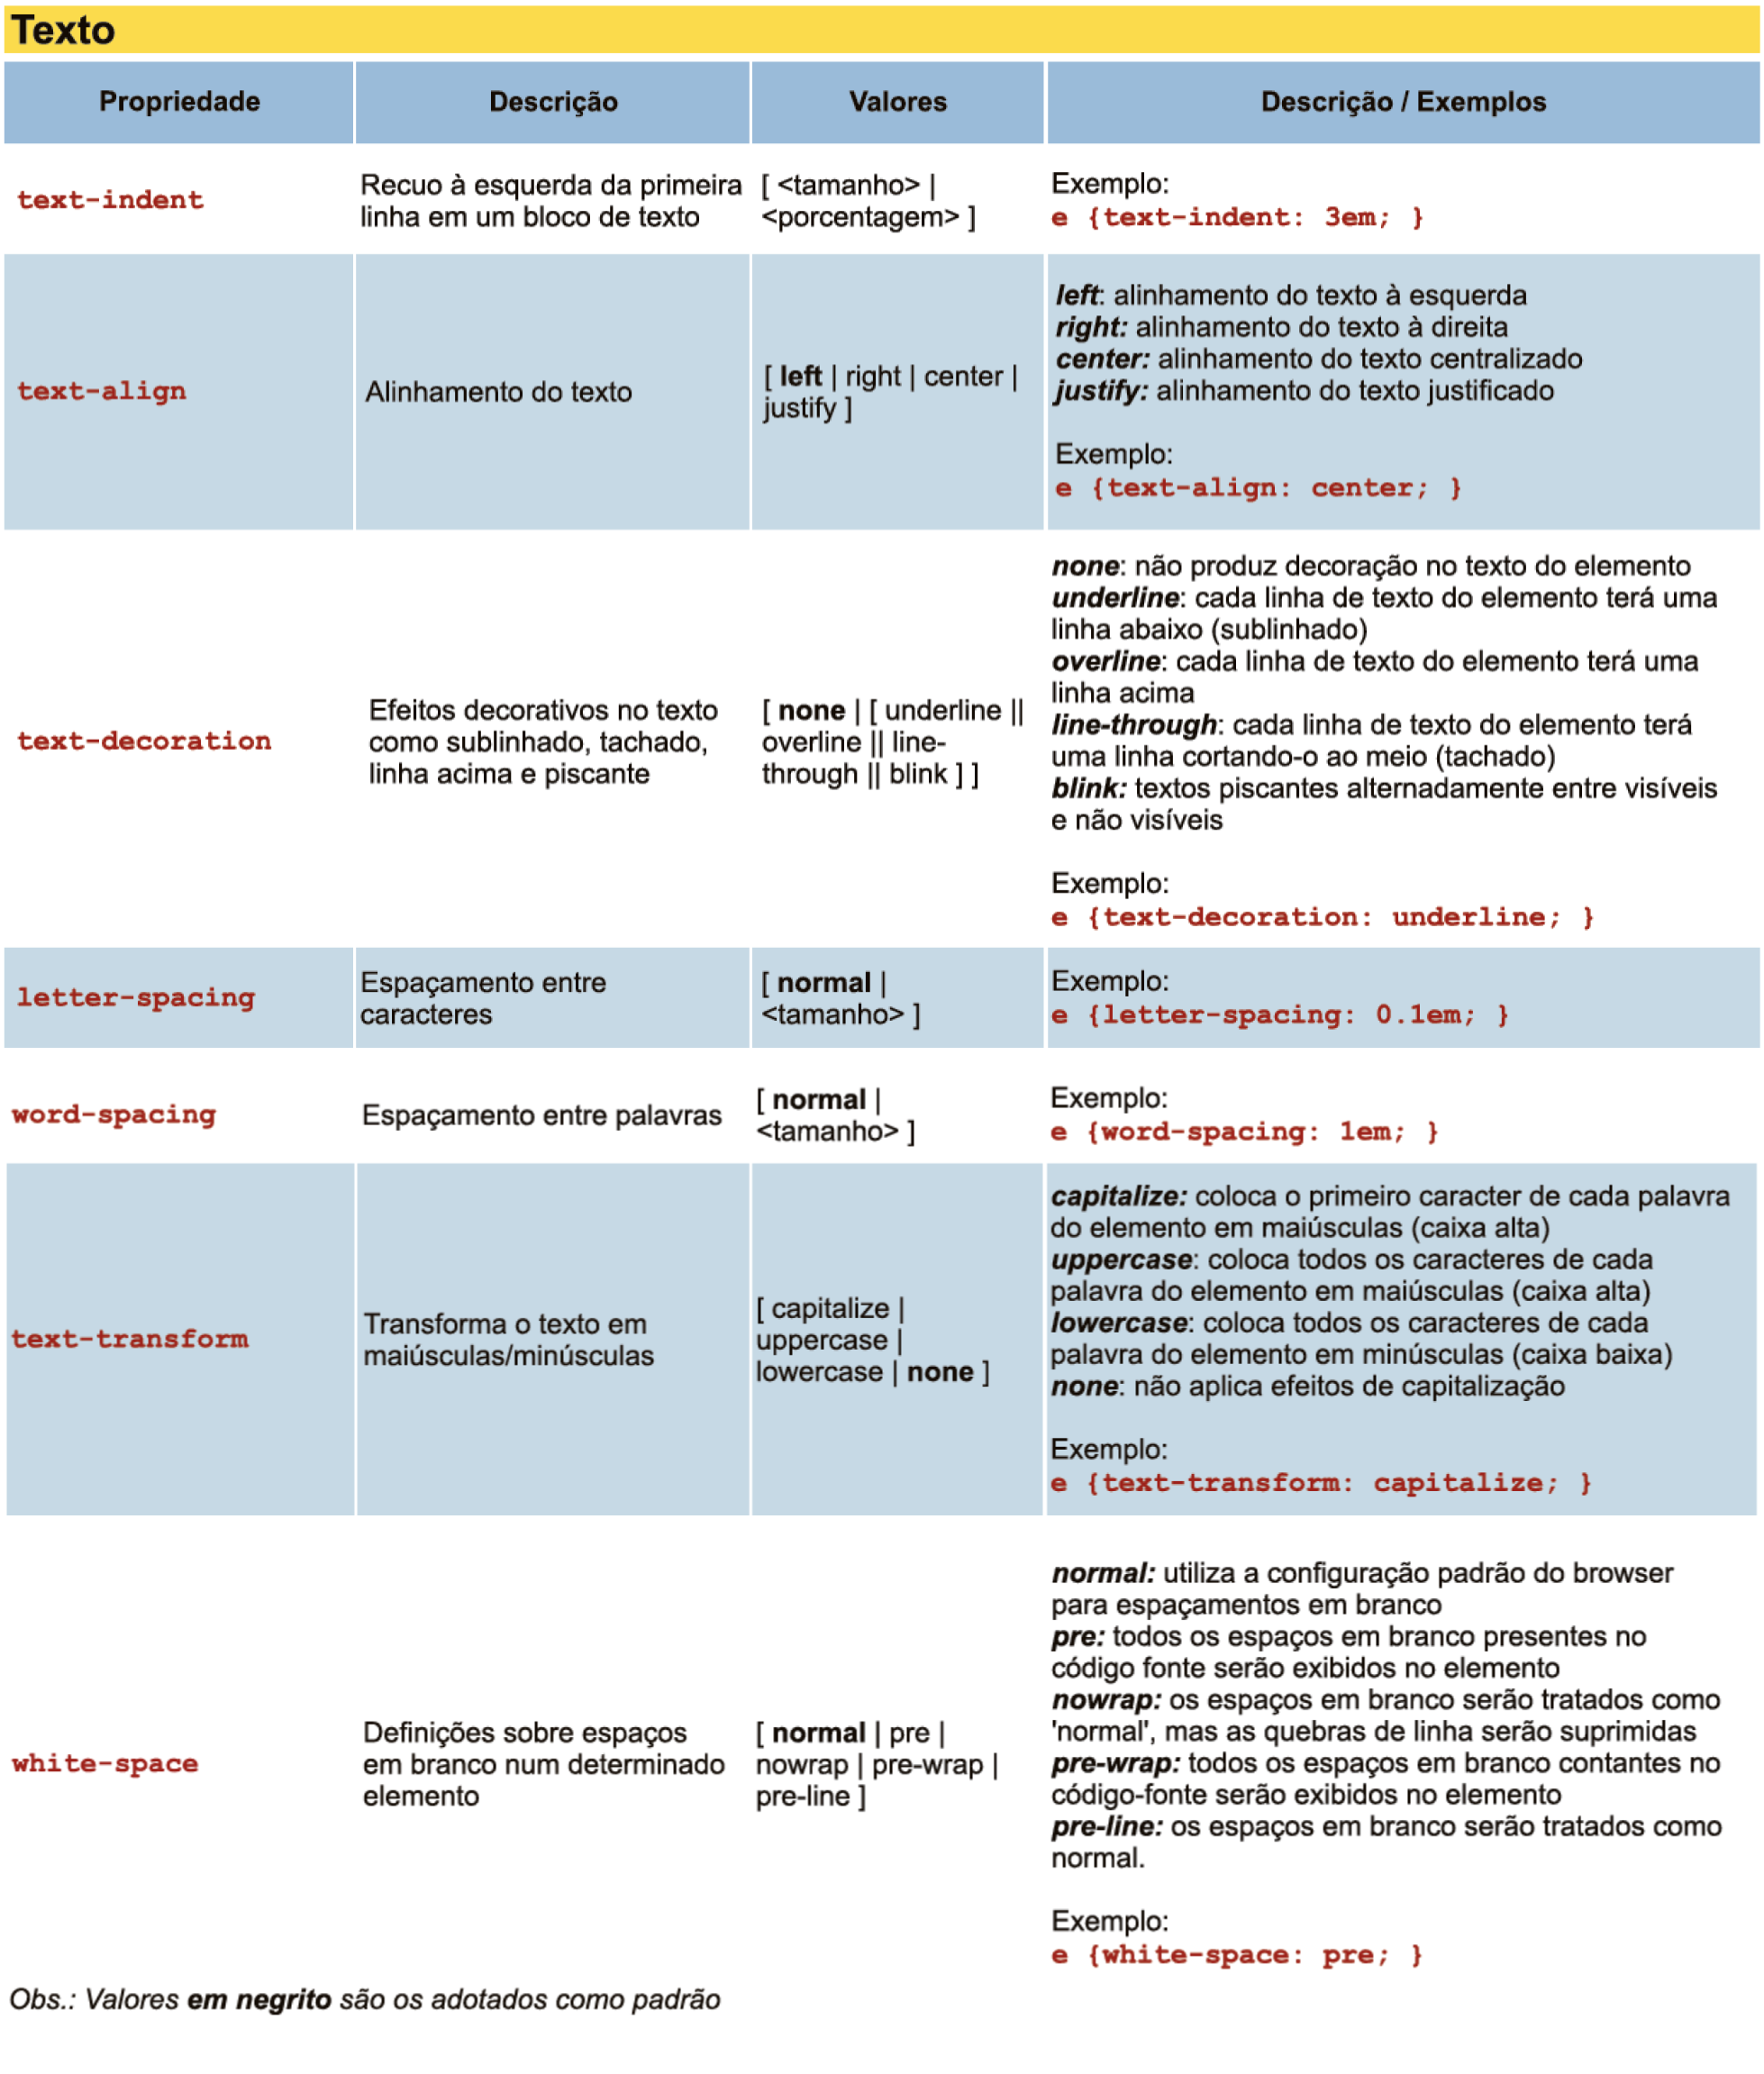 Texto
Propriedade
Descrição
Valores
Descrição / Exemplos
text-indent
Recuo à esquerda da primeira
linha em um bloco de texto
[ <tamanho> |
<porcentagem> ]
Exemplo:
e {text-indent: 3em; }
text-align
Alinhamento do texto
[ left | right | center |
justify ]
left: alinhamento do texto à esquerda
right: alinhamento do texto à direita
center: alinhamento do texto centralizado
justify: alinhamento do texto justificado
Exemplo:
e {text-align: center; }
text-decoration
Efeitos decorativos no texto
como sublinhado, tachado,
linha acima e piscante
[ none | [ underline ||
overline || line-
through || blink ] ]
none: não produz decoração no texto do elemento
underline: cada linha de texto do elemento terá uma
linha abaixo (sublinhado)
overline: cada linha de texto do elemento terá uma
linha acima
line-through: cada linha de texto do elemento terá
uma linha cortando-o ao meio (tachado)
blink: textos piscantes alternadamente entre visíveis
e não visíveis
Exemplo:
e {text-decoration: underline; }
letter-spacing
Espaçamento entre
caracteres
[ normal |
<tamanho> ]
Exemplo:
e {letter-spacing: 0.1em; }
word-spacing
Espaçamento entre palavras
[ normal |
<tamanho> ]
Exemplo:
e {word-spacing: 1em; }
text-transform
Transforma o texto em
maiúsculas/minúsculas
[ capitalize |
uppercase |
lowercase | none ]
capitalize: coloca o primeiro caracter de cada palavra
do elemento em maiúsculas (caixa alta)
uppercase: coloca todos os caracteres de cada
palavra do elemento em maiúsculas (caixa alta)
lowercase: coloca todos os caracteres de cada
palavra do elemento em minúsculas (caixa baixa)
none: não aplica efeitos de capitalização
Exemplo:
e {text-transform: capitalize; }
white-space
Definições sobre espaços
em branco num determinado
elemento
[ normal | pre |
nowrap | pre-wrap |
pre-line ]
normal: utiliza a configuração padrão do browser
para espaçamentos em branco
pre: todos os espaços em branco presentes no
código fonte serão exibidos no elemento
nowrap: os espaços em branco serão tratados como
'normal', mas as quebras de linha serão suprimidas
pre-wrap: todos os espaços em branco contantes no
código-fonte serão exibidos no elemento
pre-line: os espaços em branco serão tratados como
normal.
Exemplo:
e {white-space: pre; }
Obs.: Valores em negrito são os adotados como padrão